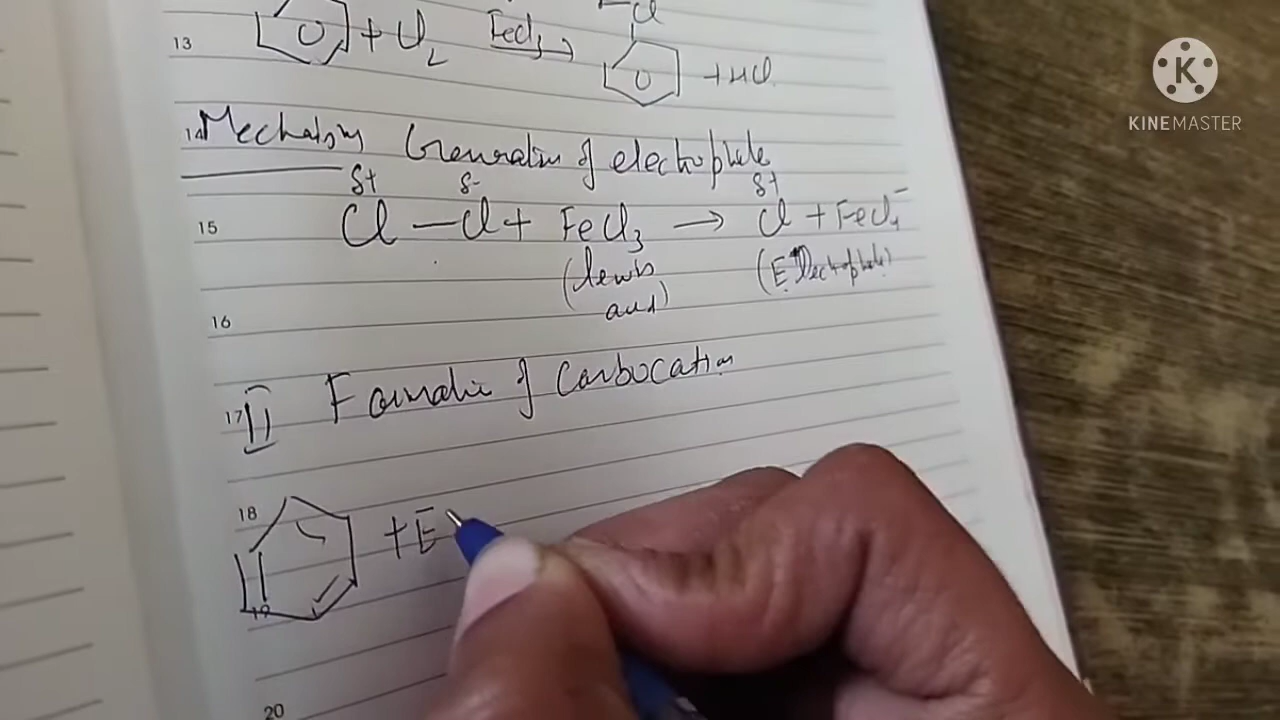 Cl
13 + Cl2 FeCl3 → + HCl
KINEMASTER
14 Mechanism Generation of electrophile
δ+ δ- δ+
15 Cl — Cl + FeCl3 → Cl + FeCl4-
(lewis (Electrophile)
acid)
16
17 II Formation of Carbocation
18 + E
19
20